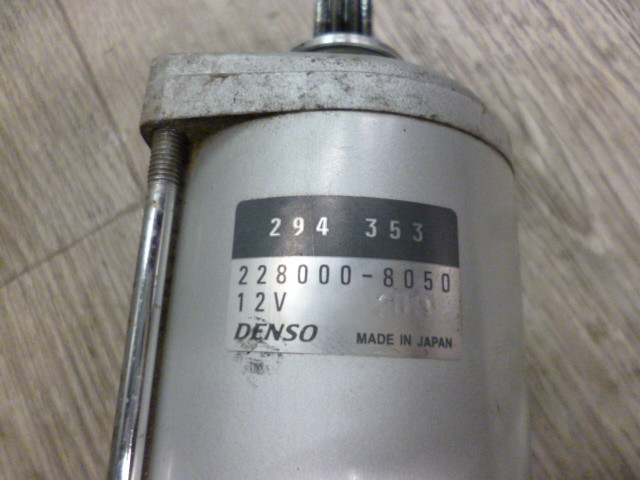 294 353
228000-8050
12V
DENSO
MADE IN JAPAN